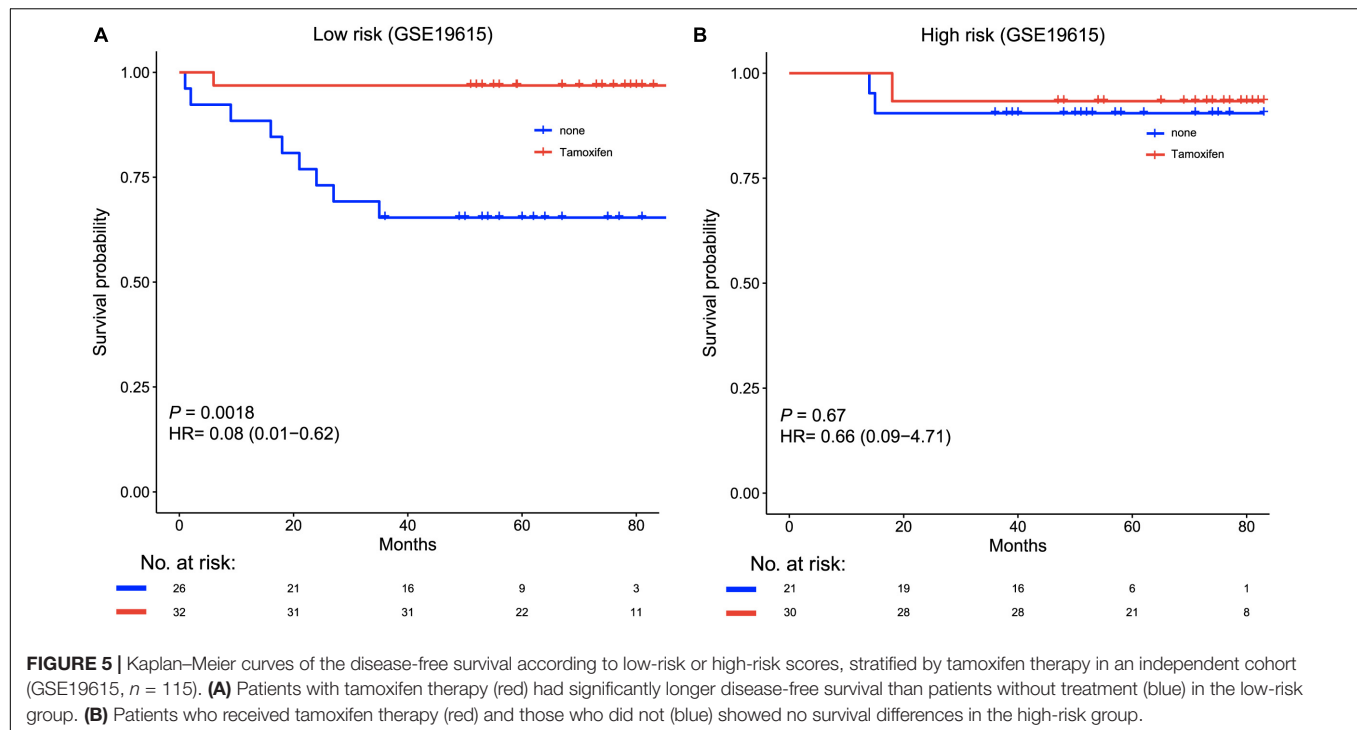 A
Low risk (GSE19615)
1.00
0.75
0.50
0.25
0.00
Survival probability
none
Tamoxifen
P = 0.0018
HR= 0.08 (0.01−0.62)
0 20 40 60 80
Months
No. at risk:
26 21 16 9 3
32 31 31 22 11
B
High risk (GSE19615)
1.00
0.75
0.50
0.25
0.00
Survival probability
none
Tamoxifen
P = 0.67
HR= 0.66 (0.09−4.71)
0 20 40 60 80
Months
No. at risk:
21 19 16 6 1
30 28 28 21 8
FIGURE 5 | Kaplan–Meier curves of the disease-free survival according to low-risk or high-risk scores, stratified by tamoxifen therapy in an independent cohort
(GSE19615, n = 115). (A) Patients with tamoxifen therapy (red) had significantly longer disease-free survival than patients without treatment (blue) in the low-risk
group. (B) Patients who received tamoxifen therapy (red) and those who did not (blue) showed no survival differences in the high-risk group.